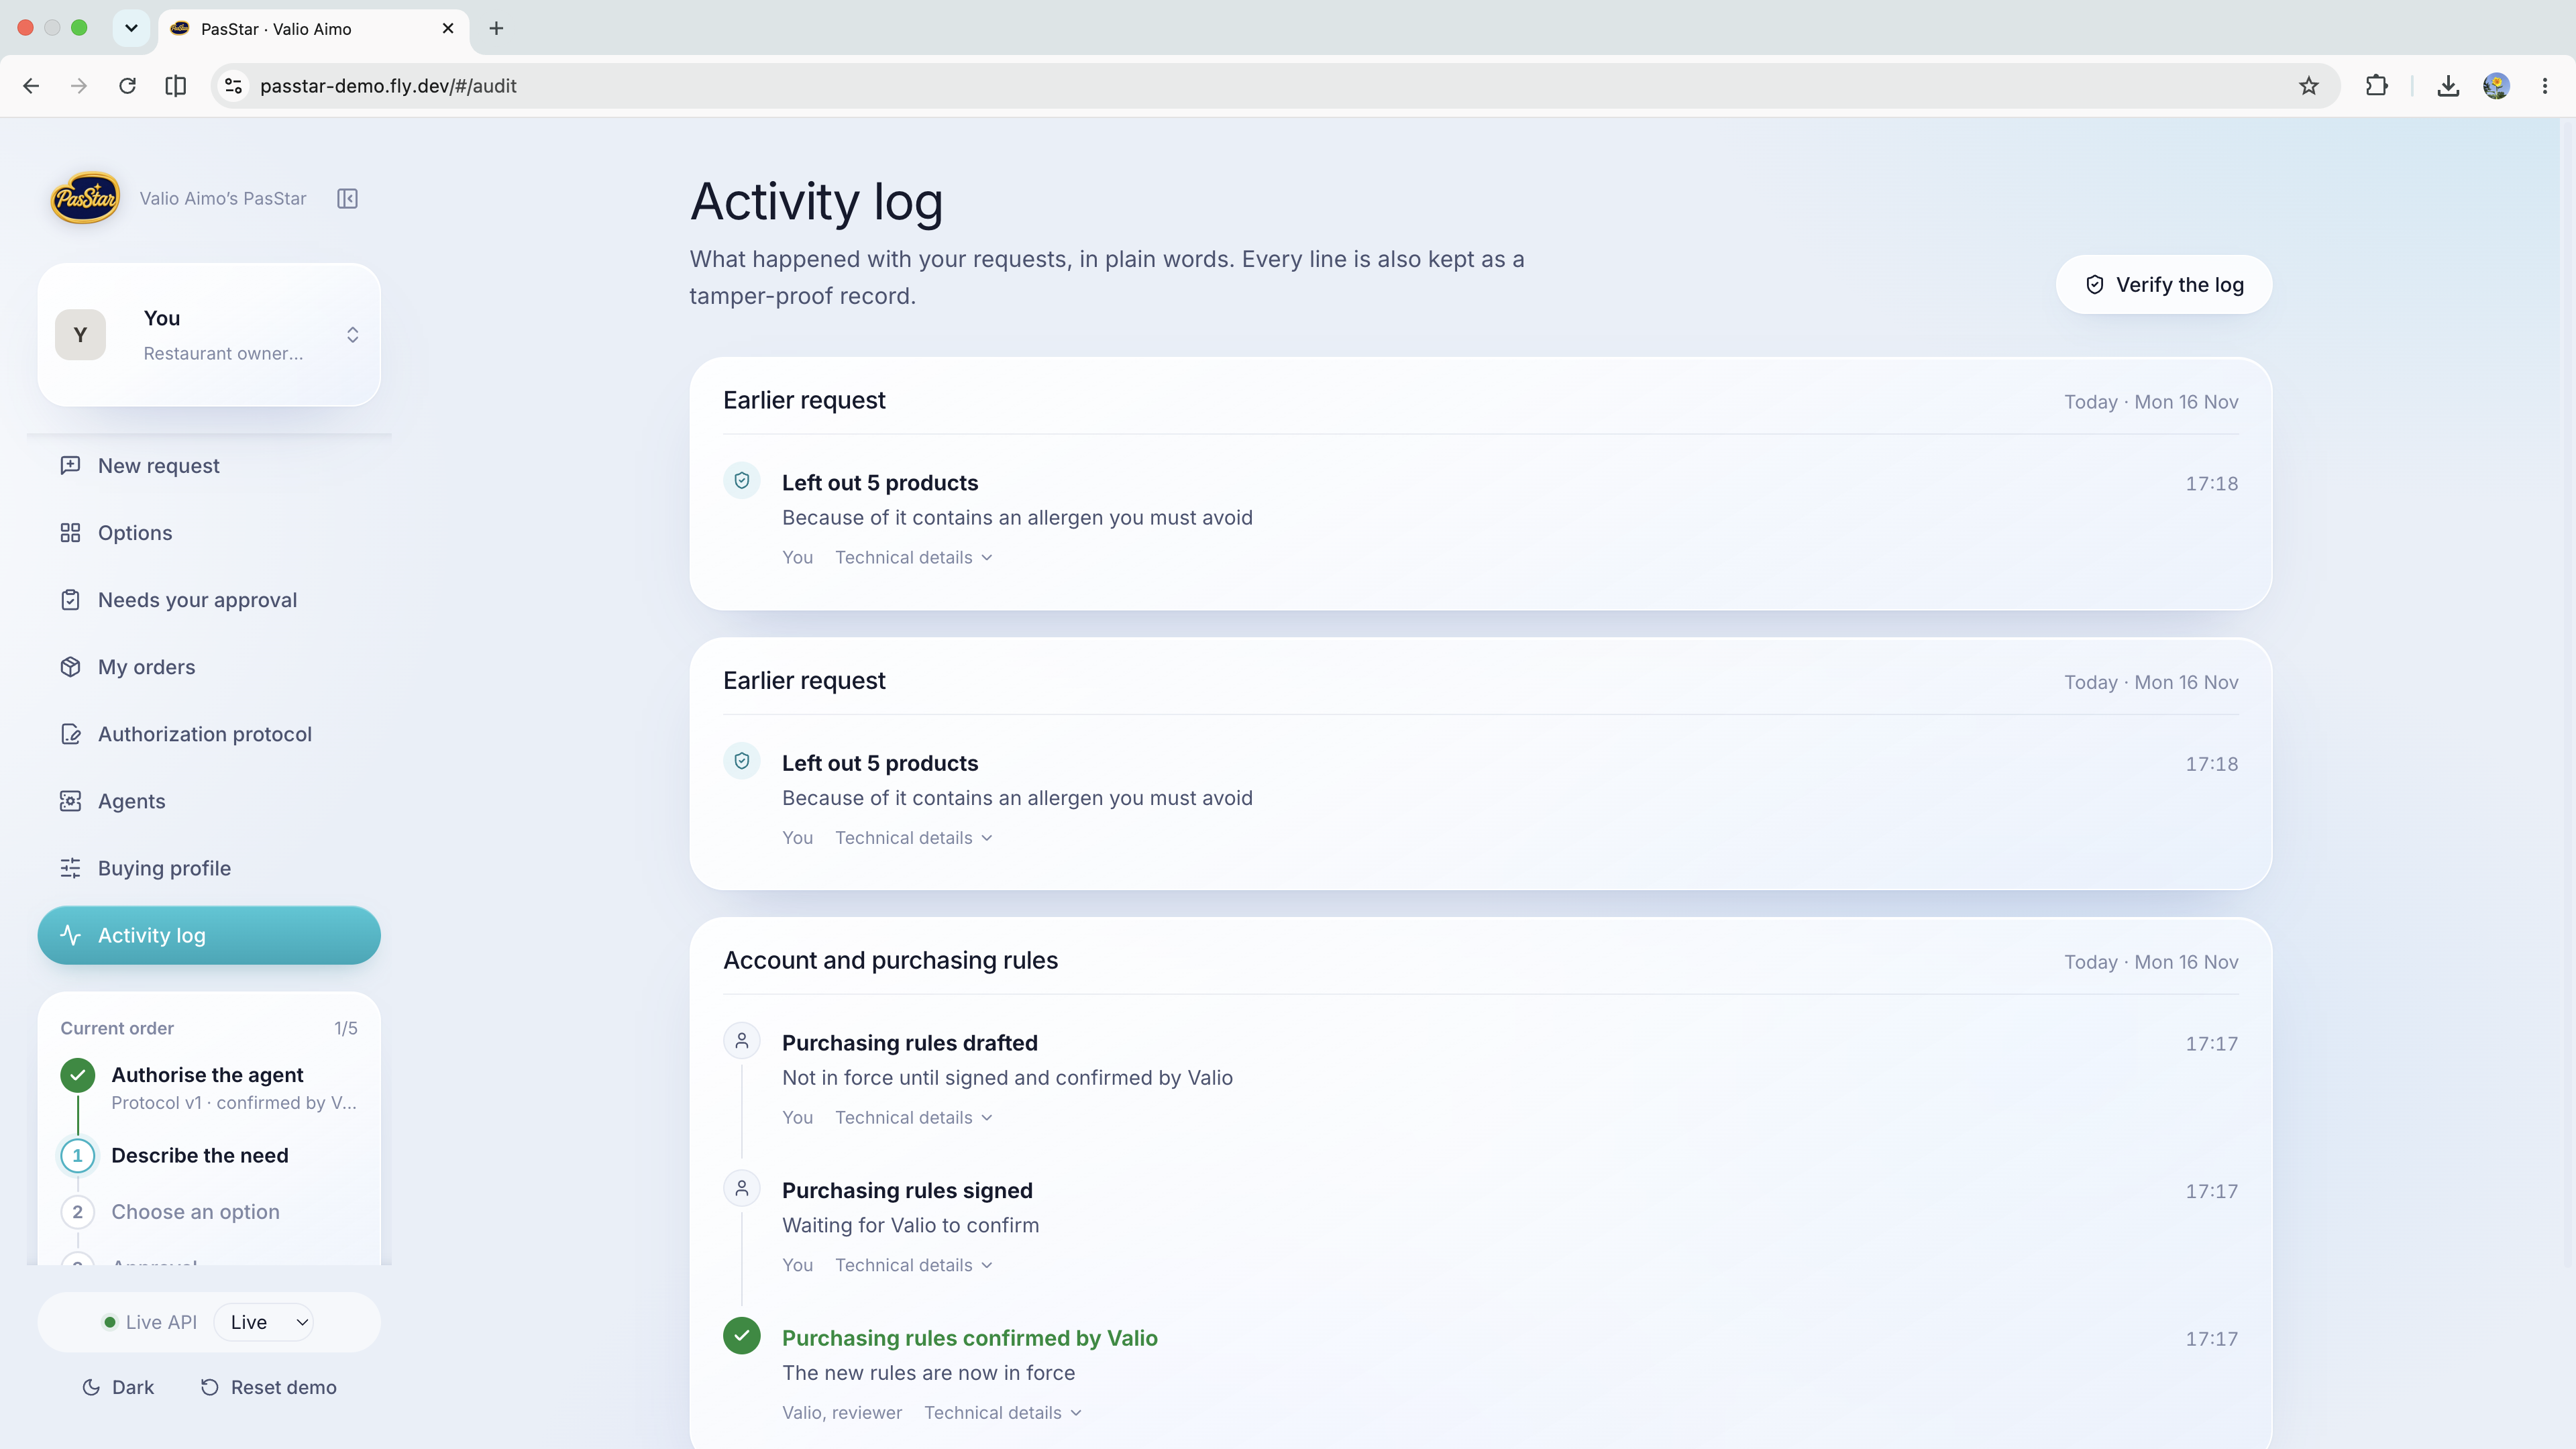 PasStar · Valio Aimo
passtar-demo.fly.dev/#/audit
PasStar
Valio Aimo's PasStar
Y
You
Restaurant owner...
New request
Options
Needs your approval
My orders
Authorization protocol
Agents
Buying profile
Activity log
Current order 1/5
Authorise the agent
Protocol v1 · confirmed by V...
1 Describe the need
2 Choose an option
Live API Live
Dark Reset demo
Activity log
What happened with your requests, in plain words. Every line is also kept as a
tamper-proof record.
Verify the log
Earlier request Today · Mon 16 Nov
Left out 5 products 17:18
Because of it contains an allergen you must avoid
You Technical details
Earlier request Today · Mon 16 Nov
Left out 5 products 17:18
Because of it contains an allergen you must avoid
You Technical details
Account and purchasing rules Today · Mon 16 Nov
Purchasing rules drafted 17:17
Not in force until signed and confirmed by Valio
You Technical details
Purchasing rules signed 17:17
Waiting for Valio to confirm
You Technical details
Purchasing rules confirmed by Valio 17:17
The new rules are now in force
Valio, reviewer Technical details